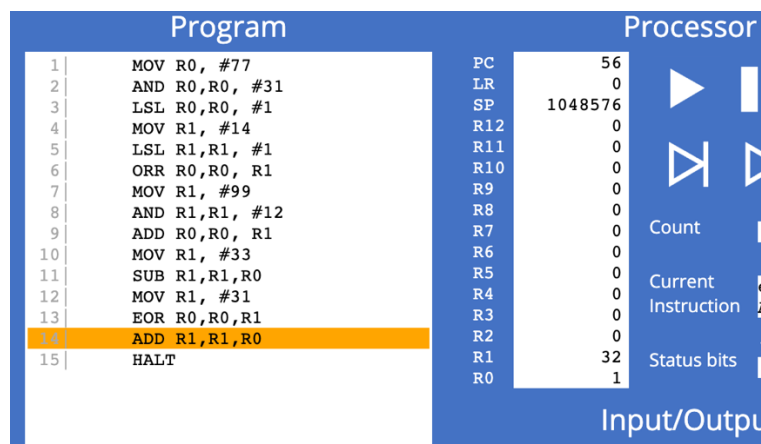 Program
1| MOV R0, #77
2| AND R0,R0, #31
3| LSL R0,R0, #1
4| MOV R1, #14
5| LSL R1,R1, #1
6| ORR R0,R0, R1
7| MOV R1, #99
8| AND R1,R1, #12
9| ADD R0,R0, R1
10| MOV R1, #33
11| SUB R1,R1,R0
12| MOV R1, #31
13| EOR R0,R0,R1
14| ADD R1,R1,R0
15| HALT
Processor
PC 56
LR 0
SP 1048576
R12 0
R11 0
R10 0
R9 0
R8 0
R7 0
R6 0
R5 0
R4 0
R3 0
R2 0
R1 32
R0 1
Count
Current
Instruction
Status bits